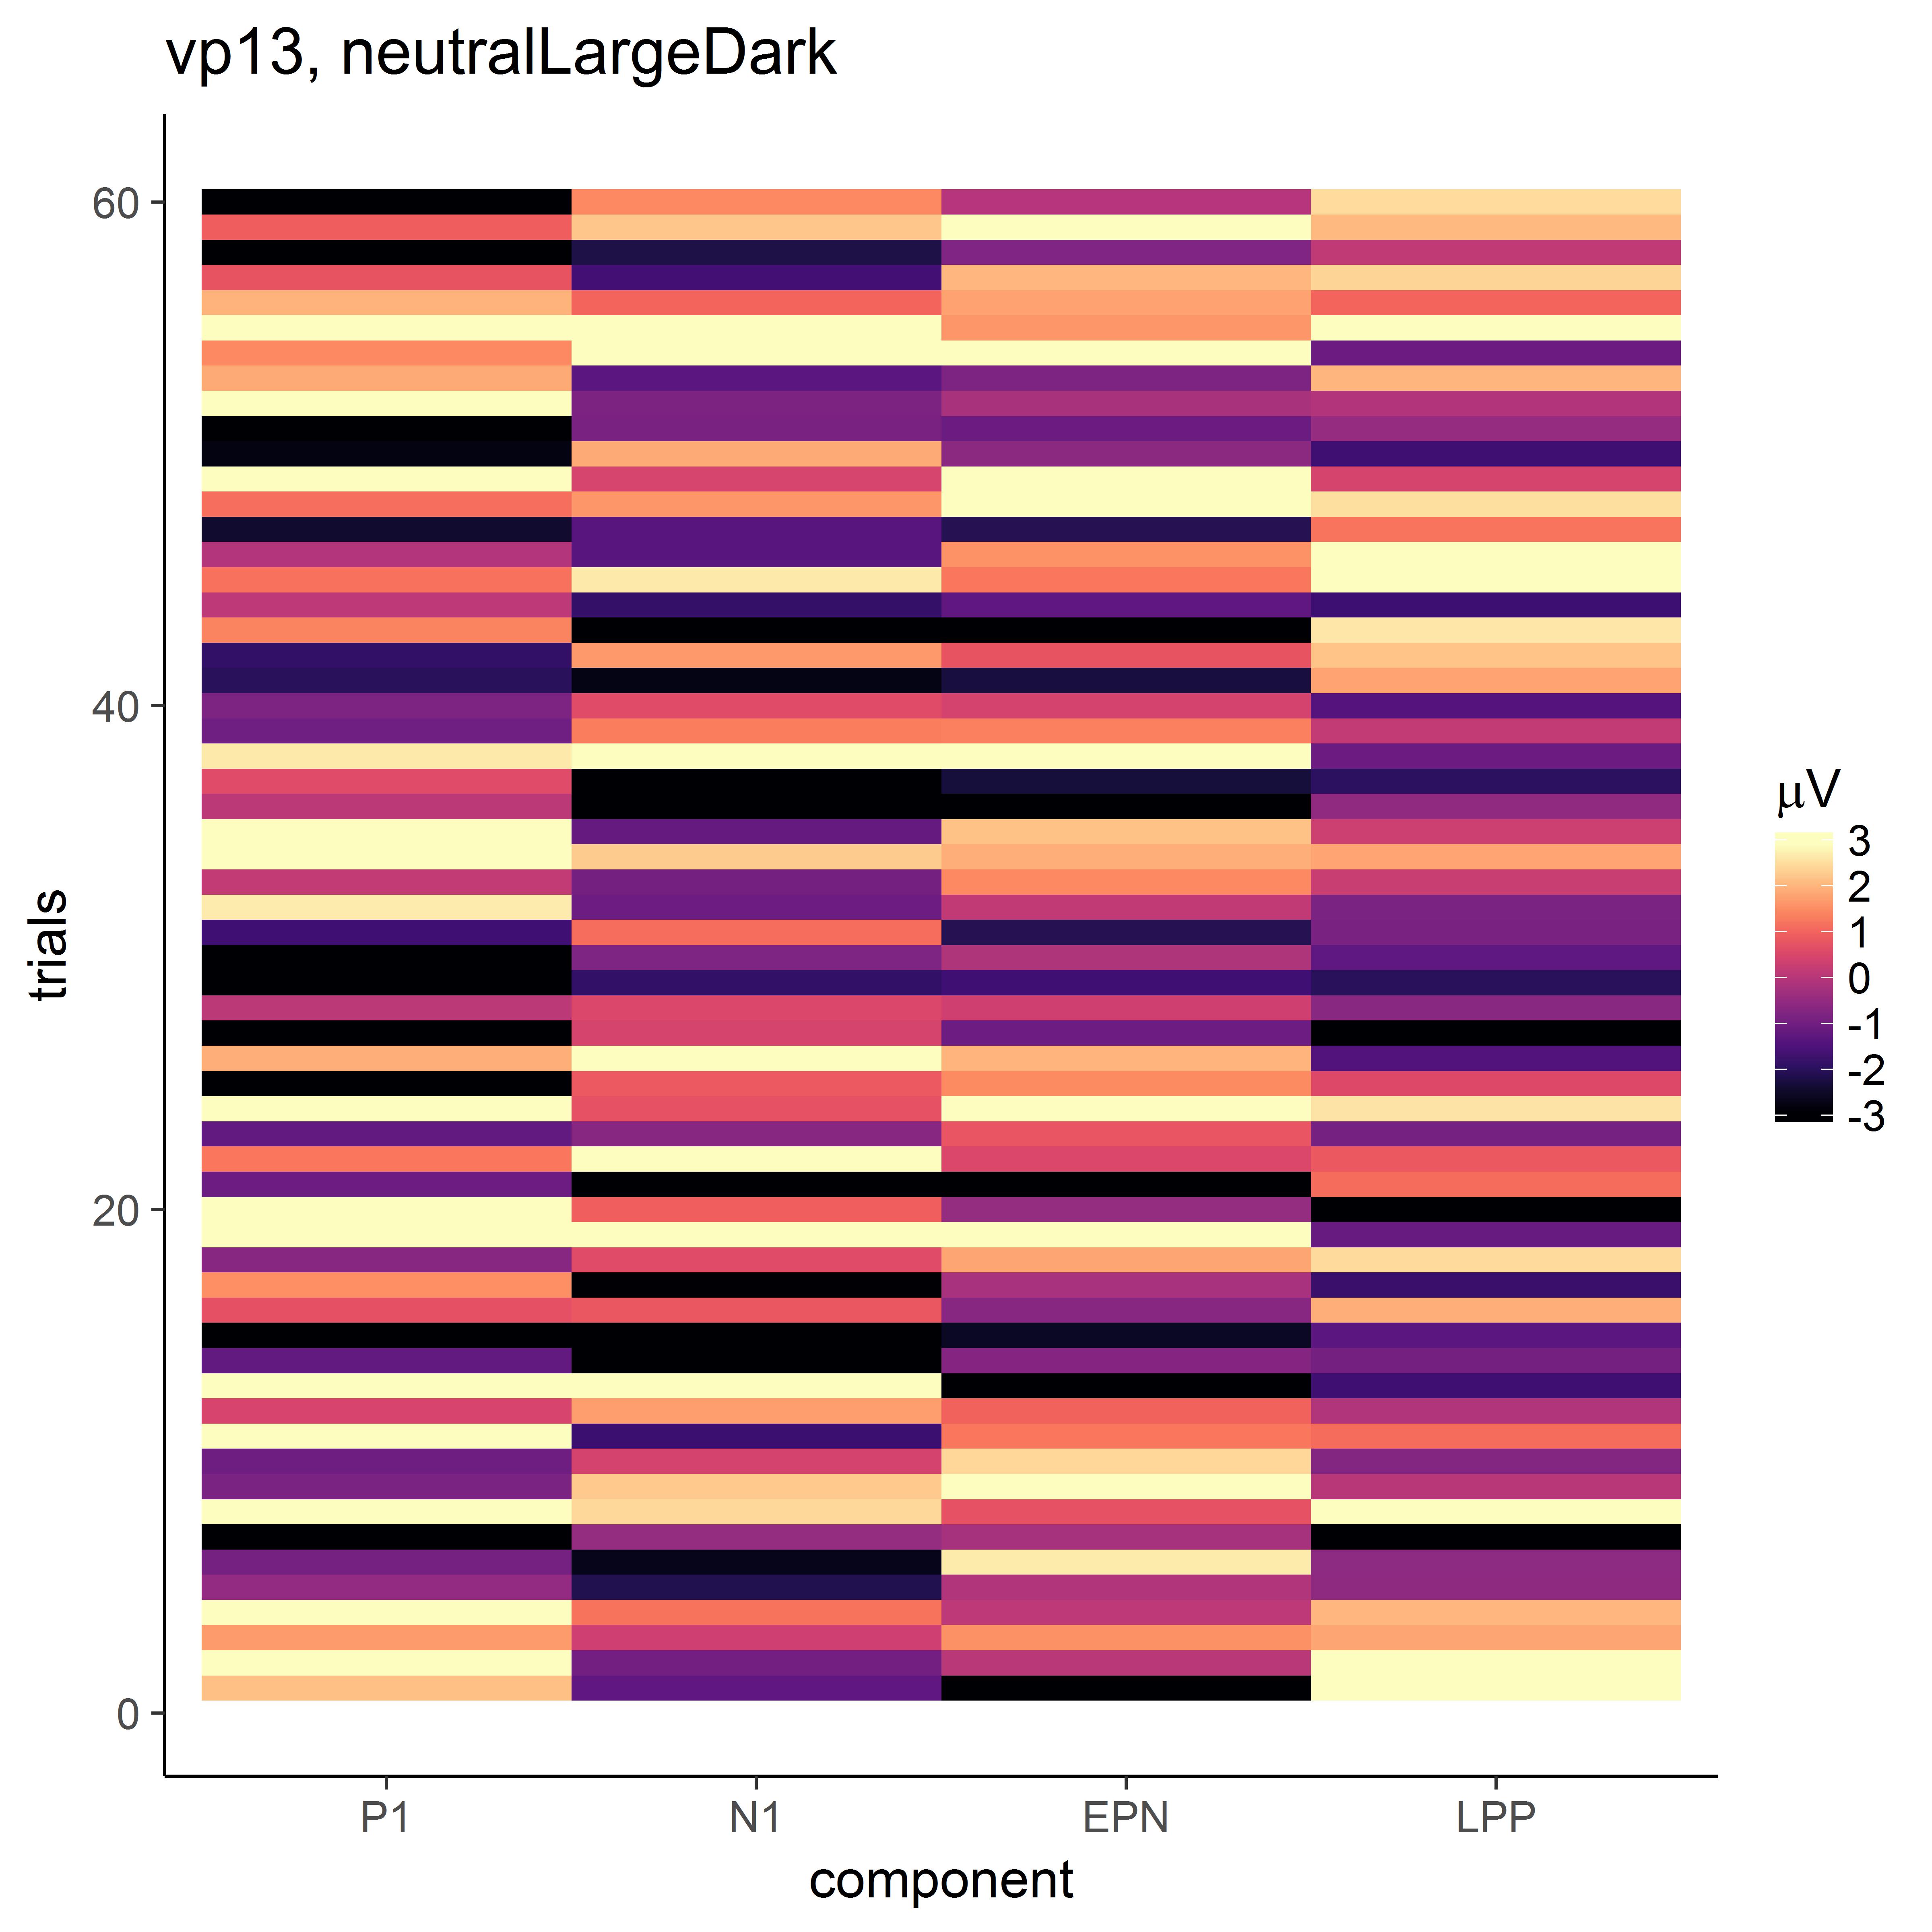 vp13, neutralLargeDark
60
40
20
0
trials
P1 N1 EPN LPP
component
μV
3
2
1
0
-1
-2
-3